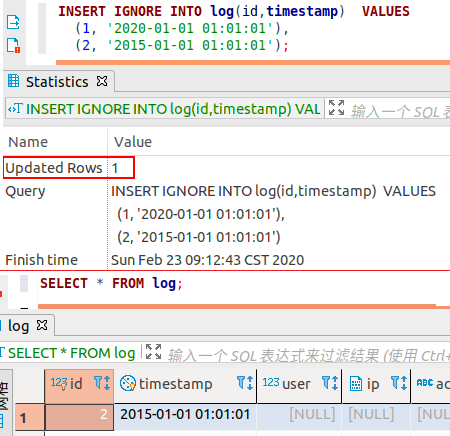 INSERT IGNORE INTO log(id,timestamp) VALUES
(1, '2020-01-01 01:01:01'),
(2, '2015-01-01 01:01:01');
Statistics
INSERT IGNORE INTO log(id,timestamp) VAL
输入一个 SQL 表
Name Value
Updated Rows 1
Query INSERT IGNORE INTO log(id,timestamp) VALUES
(1, '2020-01-01 01:01:01'),
(2, '2015-01-01 01:01:01')
Finish time Sun Feb 23 09:12:43 CST 2020
SELECT * FROM log;
log
SELECT * FROM log 输入一个 SQL 表达式来过滤结果 (使用 Ctrl+
网格
123 id timestamp 123 user ip ABC ac
1 2 2015-01-01 01:01:01 [NULL] [NULL] [NULL]